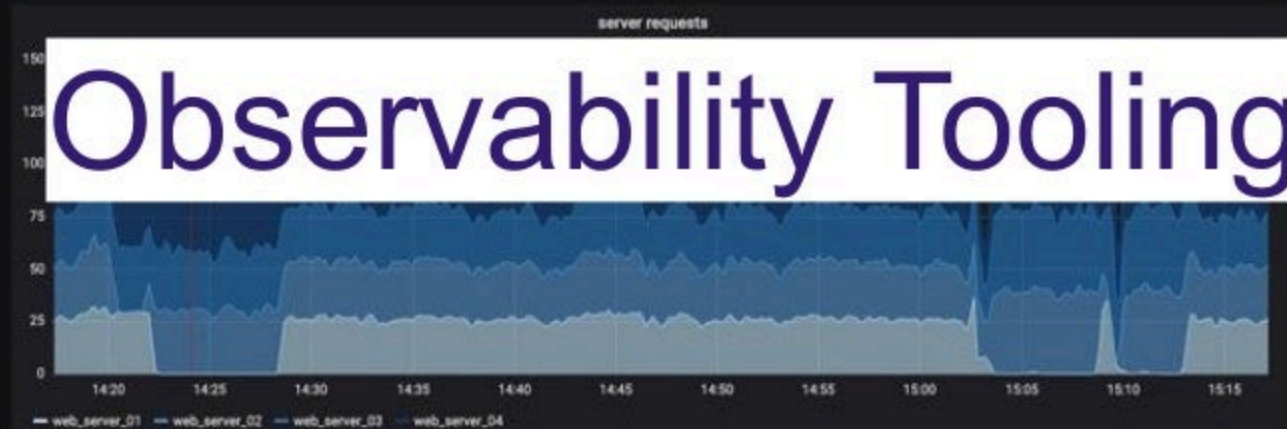 server requests
150
Observability Tooling
125
100
75
50
25
0
14:20 14:25 14:30 14:35 14:40 14:45 14:50 14:55 15:00 15:05 15:10 15:15
web_server_01 web_server_02 web_server_03 web_server_04